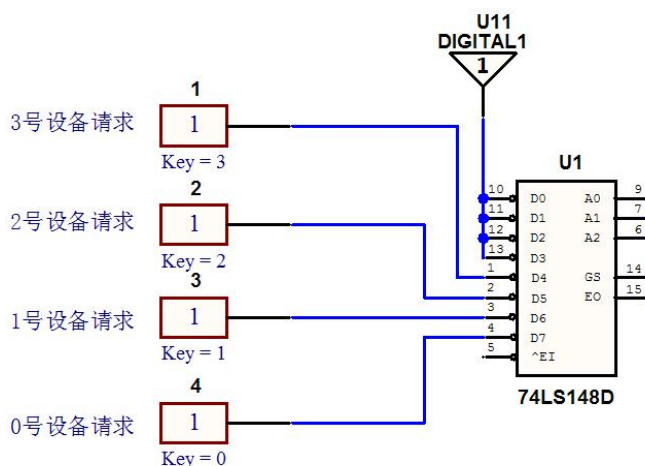 U11
DIGITAL1
1
1
3号设备请求
1
Key = 3
2
2号设备请求
1
Key = 2
3
1号设备请求
1
Key = 1
4
0号设备请求
1
Key = 0
U1
10 D0 A0 9
11 D1 A1 7
12 D2 A2 6
13 D3
1 D4 GS 14
2 D5 EO 15
3 D6
4 D7
5 ^EI
74LS148D